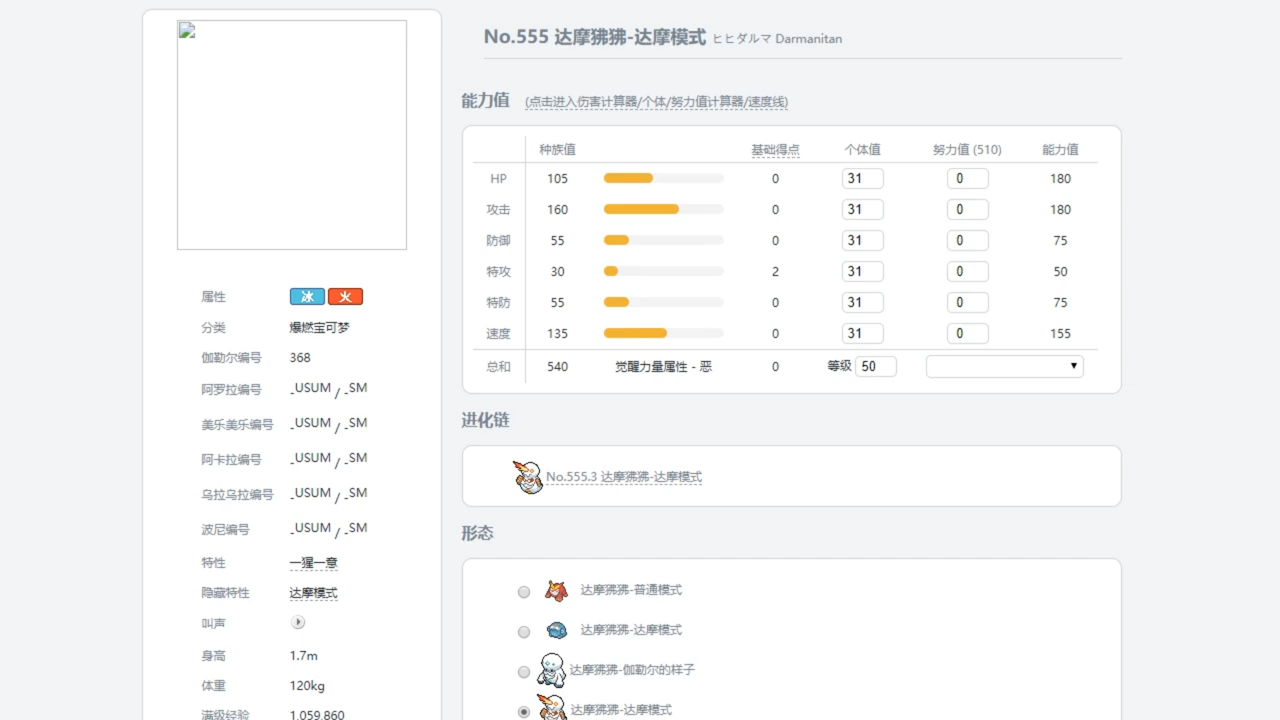 No.555 达摩狒狒-达摩模式 ヒヒダルマ Darmanitan
能力值 (点击进入伤害计算器/个体/努力值计算器/速度线)
种族值 基础得点 个体值 努力值 (510) 能力值
HP 105 0 31 0 180
攻击 160 0 31 0 180
防御 55 0 31 0 75
特攻 30 2 31 0 50
特防 55 0 31 0 75
速度 135 0 31 0 155
总和 540 觉醒力量属性 - 恶 0 等级 50
进化链
No.555.3 达摩狒狒-达摩模式
形态
达摩狒狒-普通模式
达摩狒狒-达摩模式
达摩狒狒-伽勒尔的样子
达摩狒狒-达摩模式
属性 冰 火
分类 爆燃宝可梦
伽勒尔编号 368
阿罗拉编号 -USUM / -SM
美乐美乐编号 -USUM / -SM
阿卡拉编号 -USUM / -SM
乌拉乌拉编号 -USUM / -SM
波尼编号 -USUM / -SM
特性 一猩一意
隐藏特性 达摩模式
叫声
身高 1.7m
体重 120kg
满级经验 1,059,860